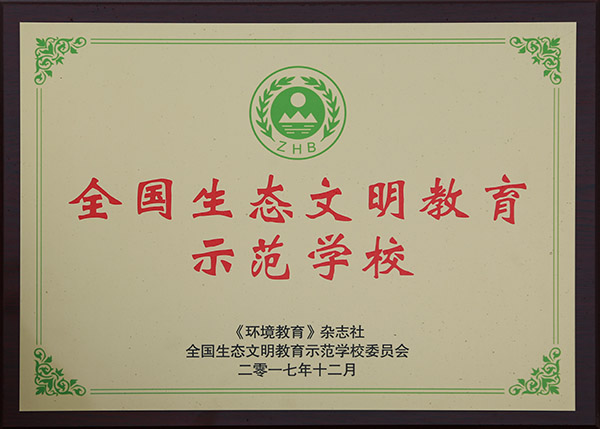 ZHB
全国生态文明教育
示范学校
《环境教育》杂志社
全国生态文明教育示范学校委员会
二零一七年十二月